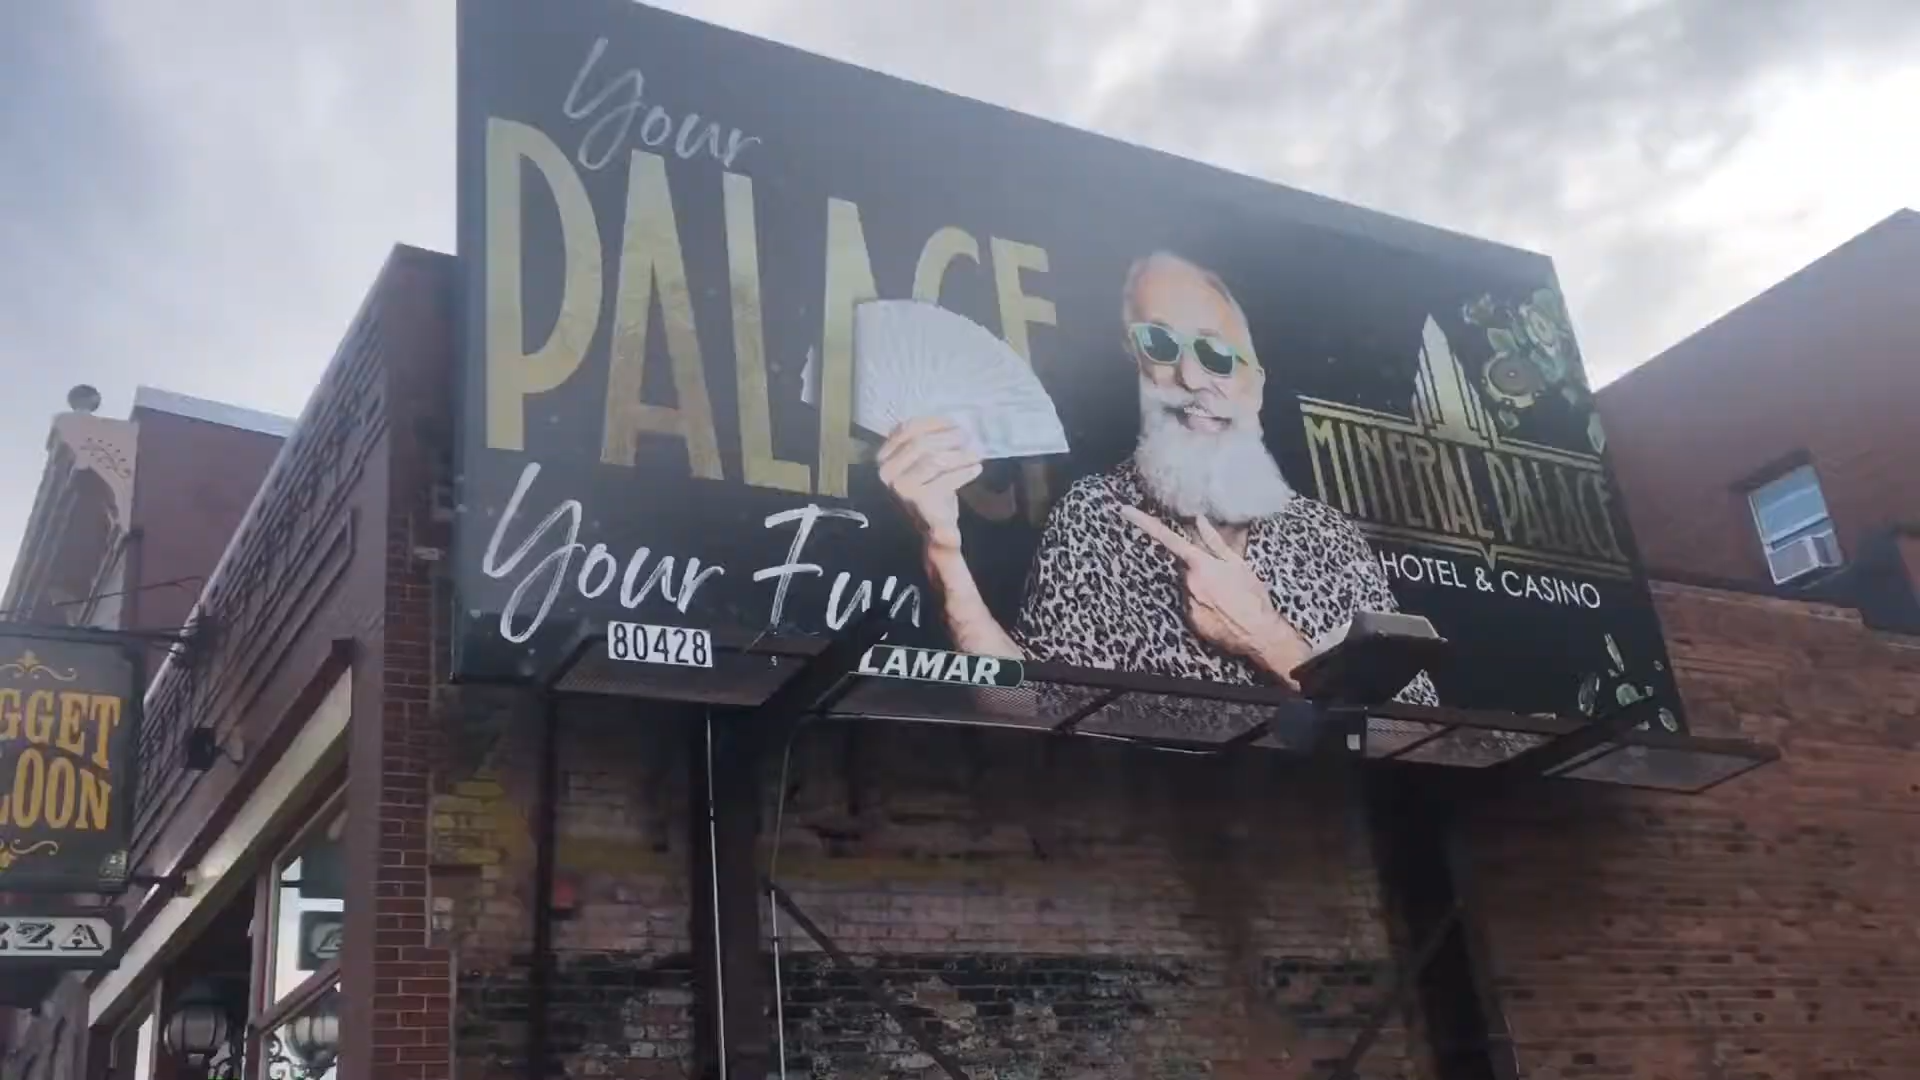 Your
PALACE
Your Fun
MINERAL PALACE
HOTEL & CASINO
80428
LAMAR
GGET
LOON
ZZA